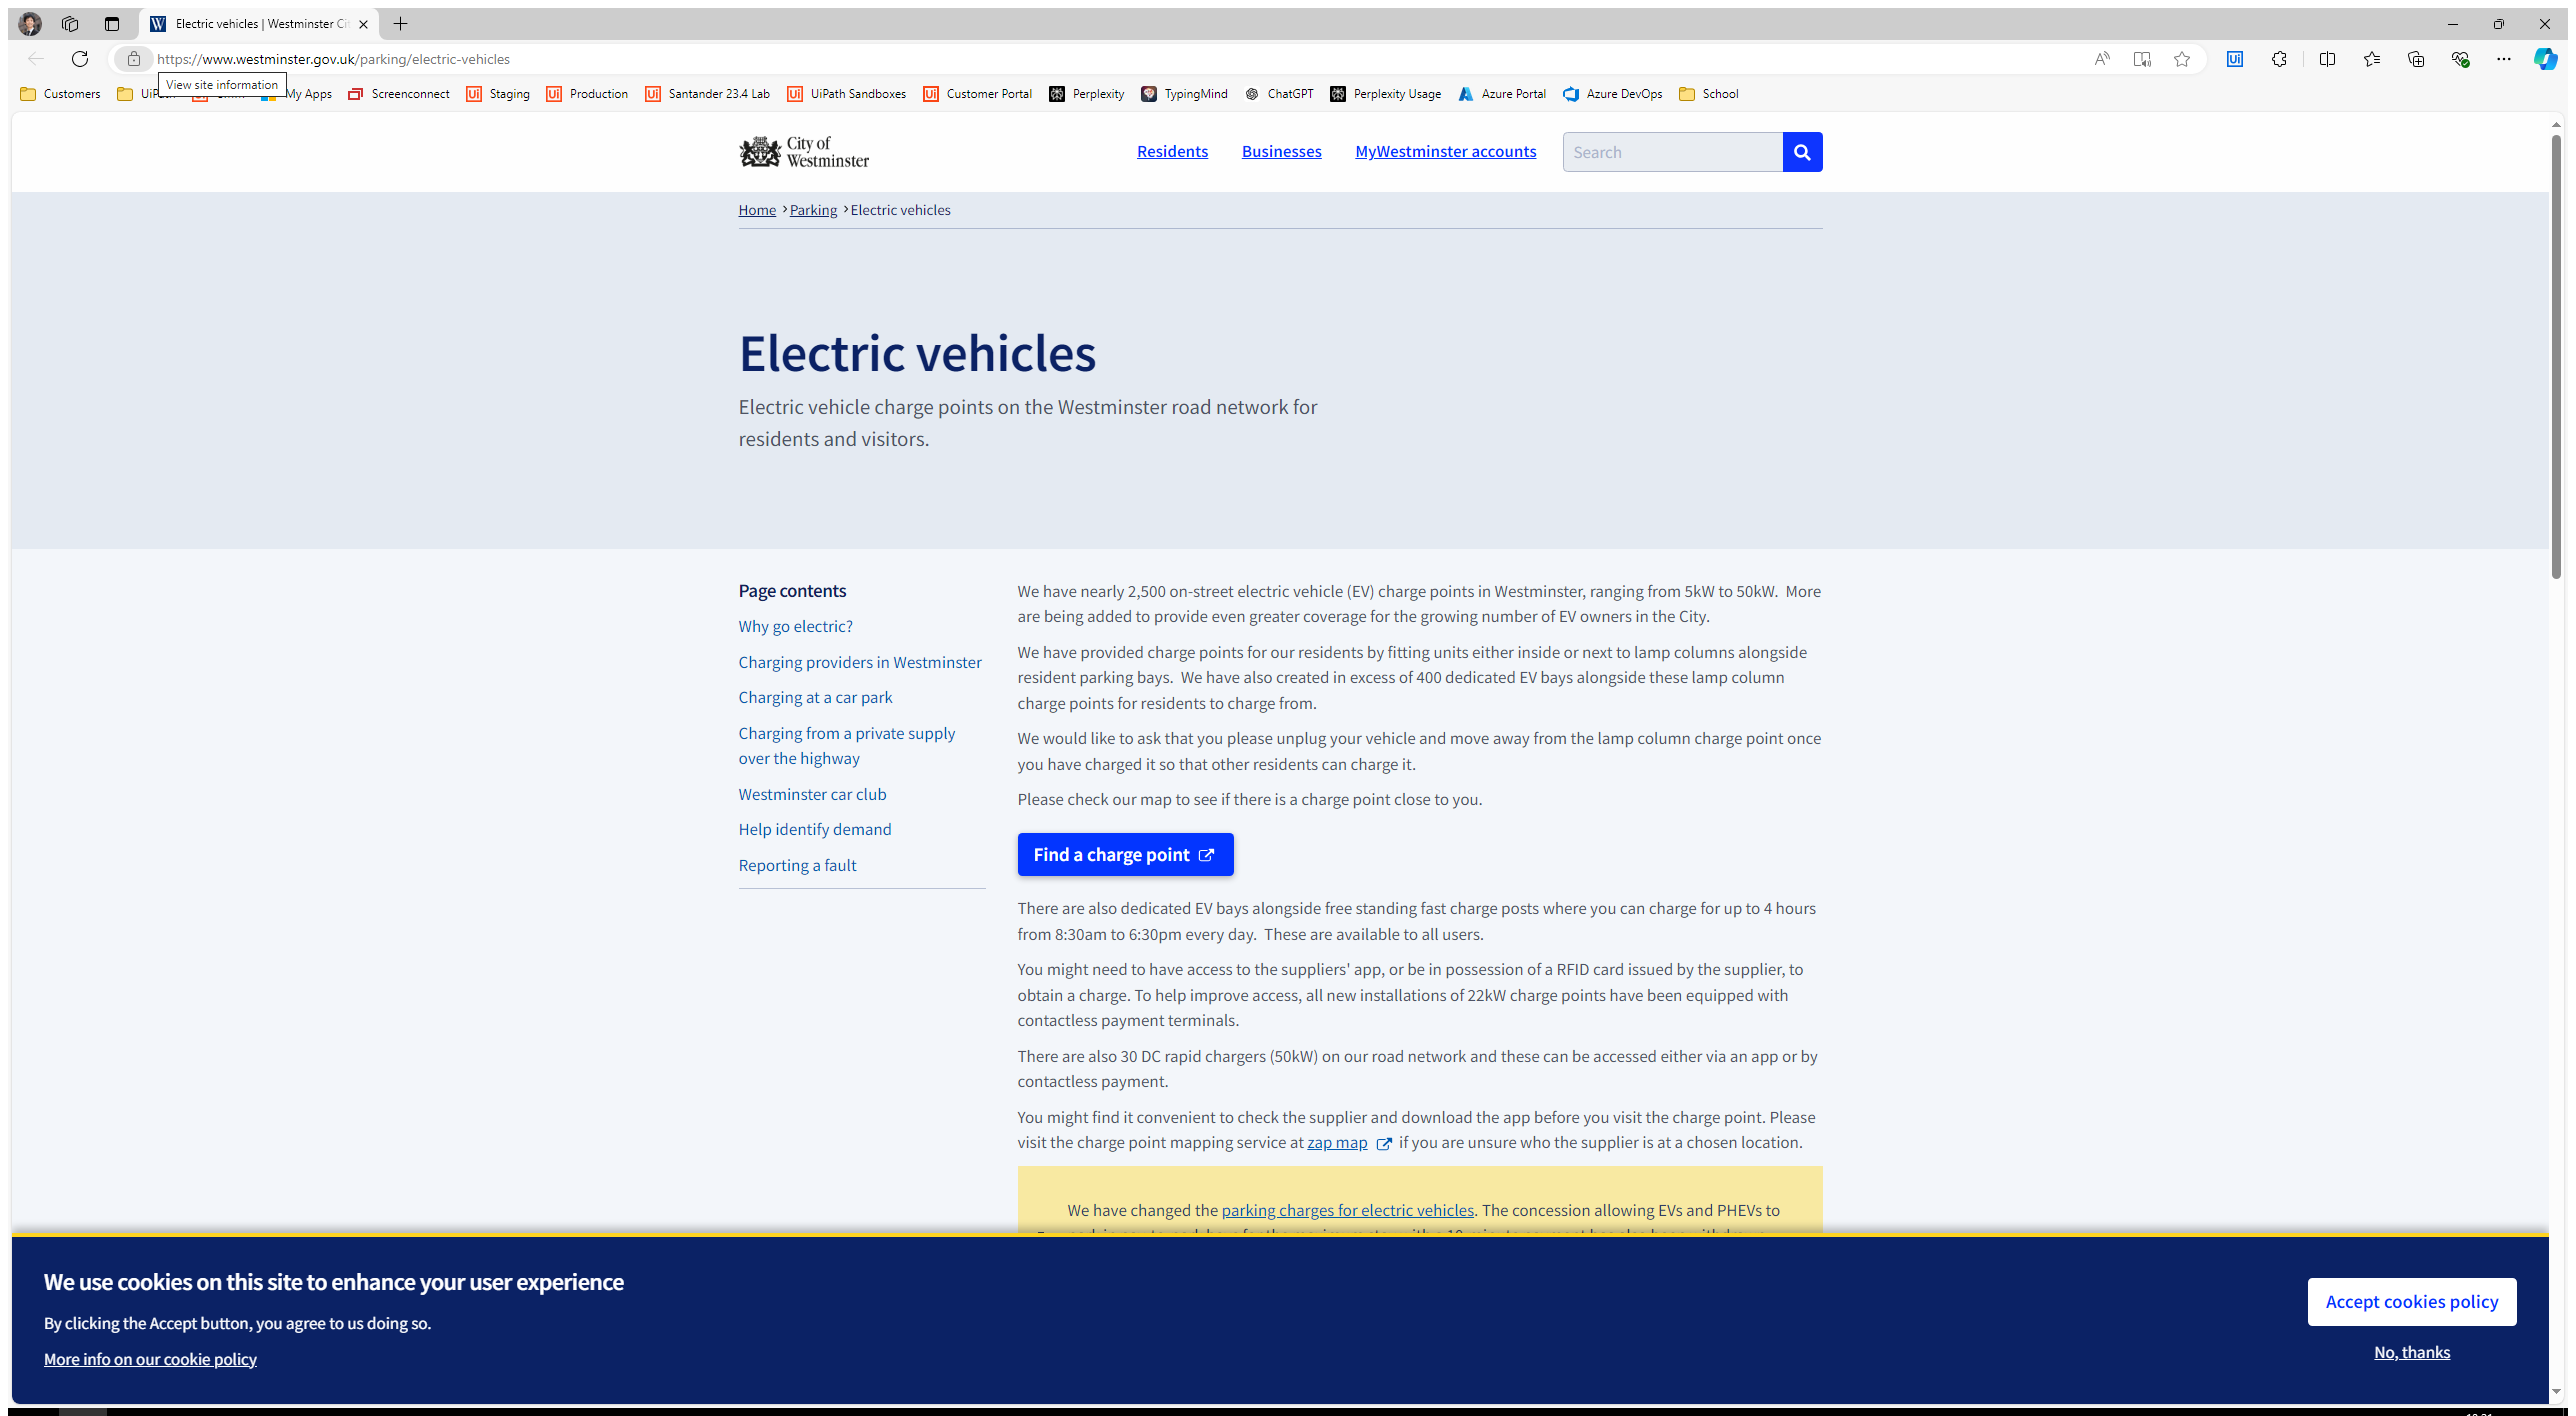 Electric vehicles | Westminster Ci
https://www.westminster.gov.uk/parking/electric-vehicles
View site information
Customers
My Apps
Screenconnect
Staging
Production
Santander 23.4 Lab
UiPath Sandboxes
Customer Portal
Perplexity
TypingMind
ChatGPT
Perplexity Usage
Azure Portal
Azure DevOps
School
City of
Westminster
Residents
Businesses
MyWestminster accounts
Search
Home
Parking
Electric vehicles
Electric vehicles
Electric vehicle charge points on the Westminster road network for
residents and visitors.
Page contents
Why go electric?
Charging providers in Westminster
Charging at a car park
Charging from a private supply
over the highway
Westminster car club
Help identify demand
Reporting a fault
We have nearly 2,500 on-street electric vehicle (EV) charge points in Westminster, ranging from 5kW to 50kW.  More
are being added to provide even greater coverage for the growing number of EV owners in the City.
We have provided charge points for our residents by fitting units either inside or next to lamp columns alongside
resident parking bays.  We have also created in excess of 400 dedicated EV bays alongside these lamp column
charge points for residents to charge from.
We would like to ask that you please unplug your vehicle and move away from the lamp column charge point once
you have charged it so that other residents can charge it.
Please check our map to see if there is a charge point close to you.
Find a charge point
There are also dedicated EV bays alongside free standing fast charge posts where you can charge for up to 4 hours
from 8:30am to 6:30pm every day.  These are available to all users.
You might need to have access to the suppliers' app, or be in possession of a RFID card issued by the supplier, to
obtain a charge. To help improve access, all new installations of 22kW charge points have been equipped with
contactless payment terminals.
There are also 30 DC rapid chargers (50kW) on our road network and these can be accessed either via an app or by
contactless payment.
You might find it convenient to check the supplier and download the app before you visit the charge point. Please
visit the charge point mapping service at zap map if you are unsure who the supplier is at a chosen location.
We have changed the parking charges for electric vehicles. The concession allowing EVs and PHEVs to
We use cookies on this site to enhance your user experience
By clicking the Accept button, you agree to us doing so.
More info on our cookie policy
Accept cookies policy
No, thanks